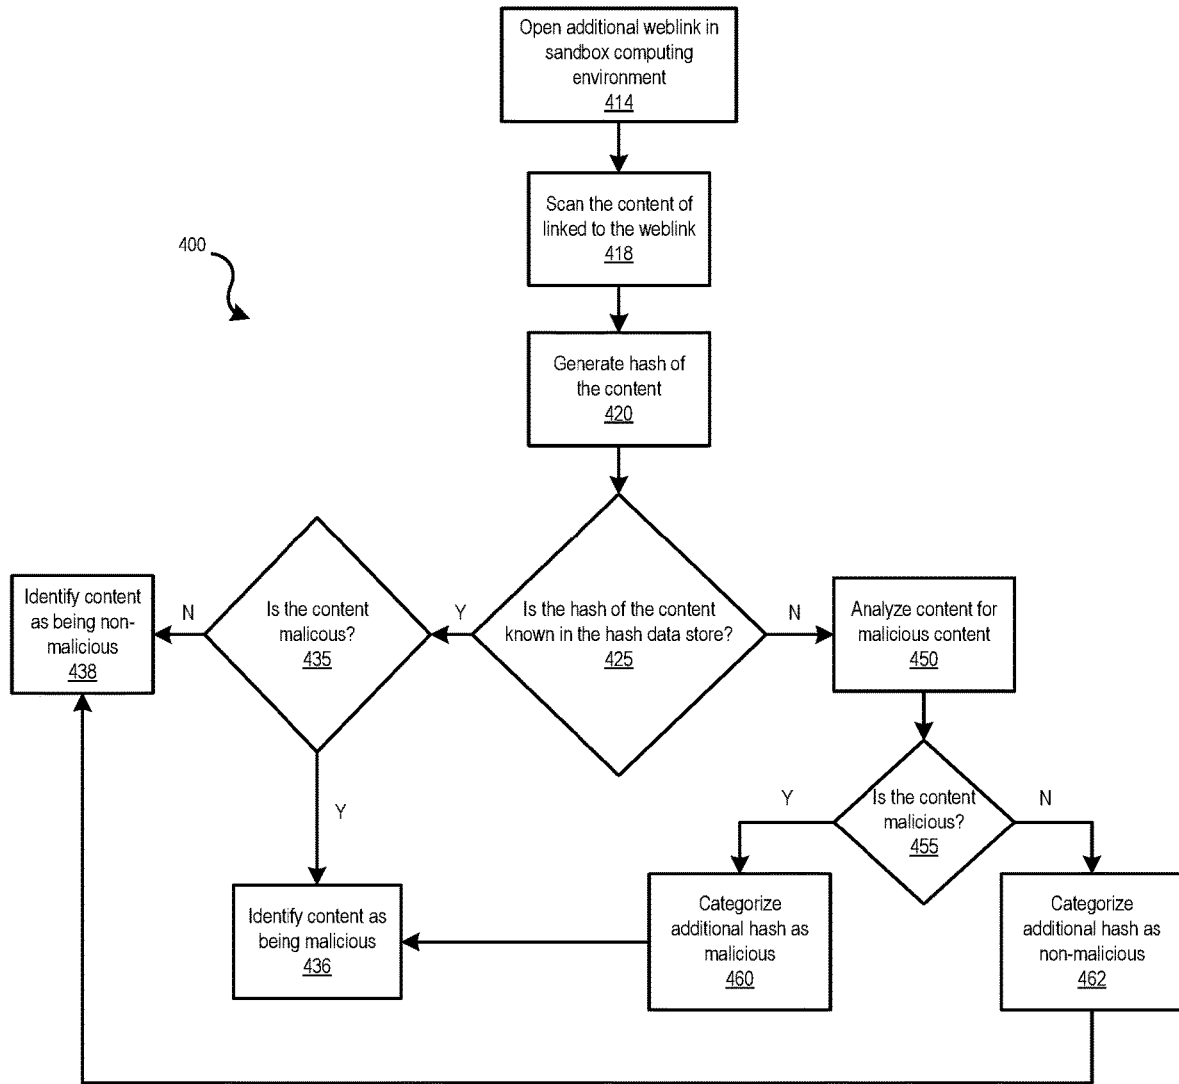 Open additional weblink in
sandbox computing
environment
414
Scan the content of
linked to the weblink
418
400
Generate hash of
the content
420
Identify content
as being non-
malicious
438
N
Is the content
malicous?
435
Y
Is the hash of the content
known in the hash data store?
425
N
Analyze content for
malicious content
450
Y
Y
Is the content
malicious?
455
N
Identify content as
being malicious
436
Categorize
additional hash as
malicious
460
Categorize
additional hash as
non-malicious
462